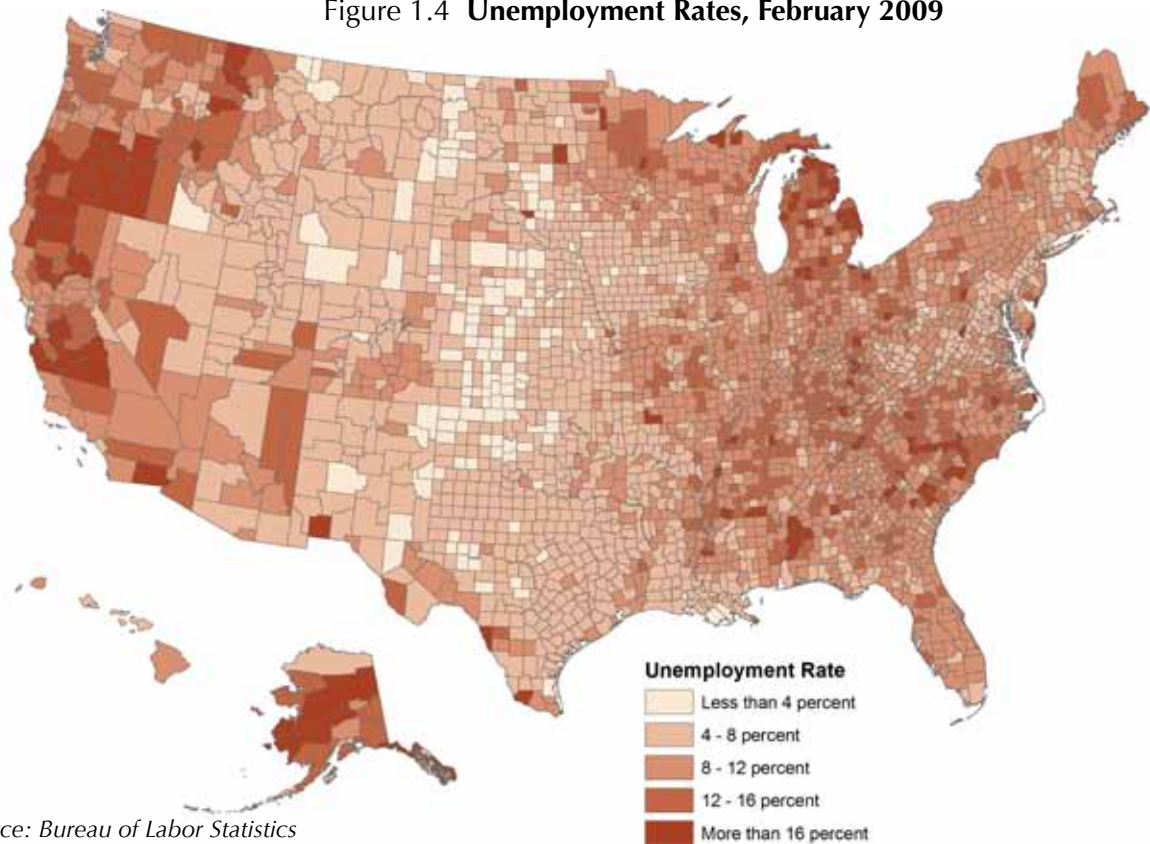 Figure 1.4 Unemployment Rates, February 2009
Unemployment Rate
Less than 4 percent
4 - 8 percent
8 - 12 percent
12 - 16 percent
More than 16 percent
ce: Bureau of Labor Statistics